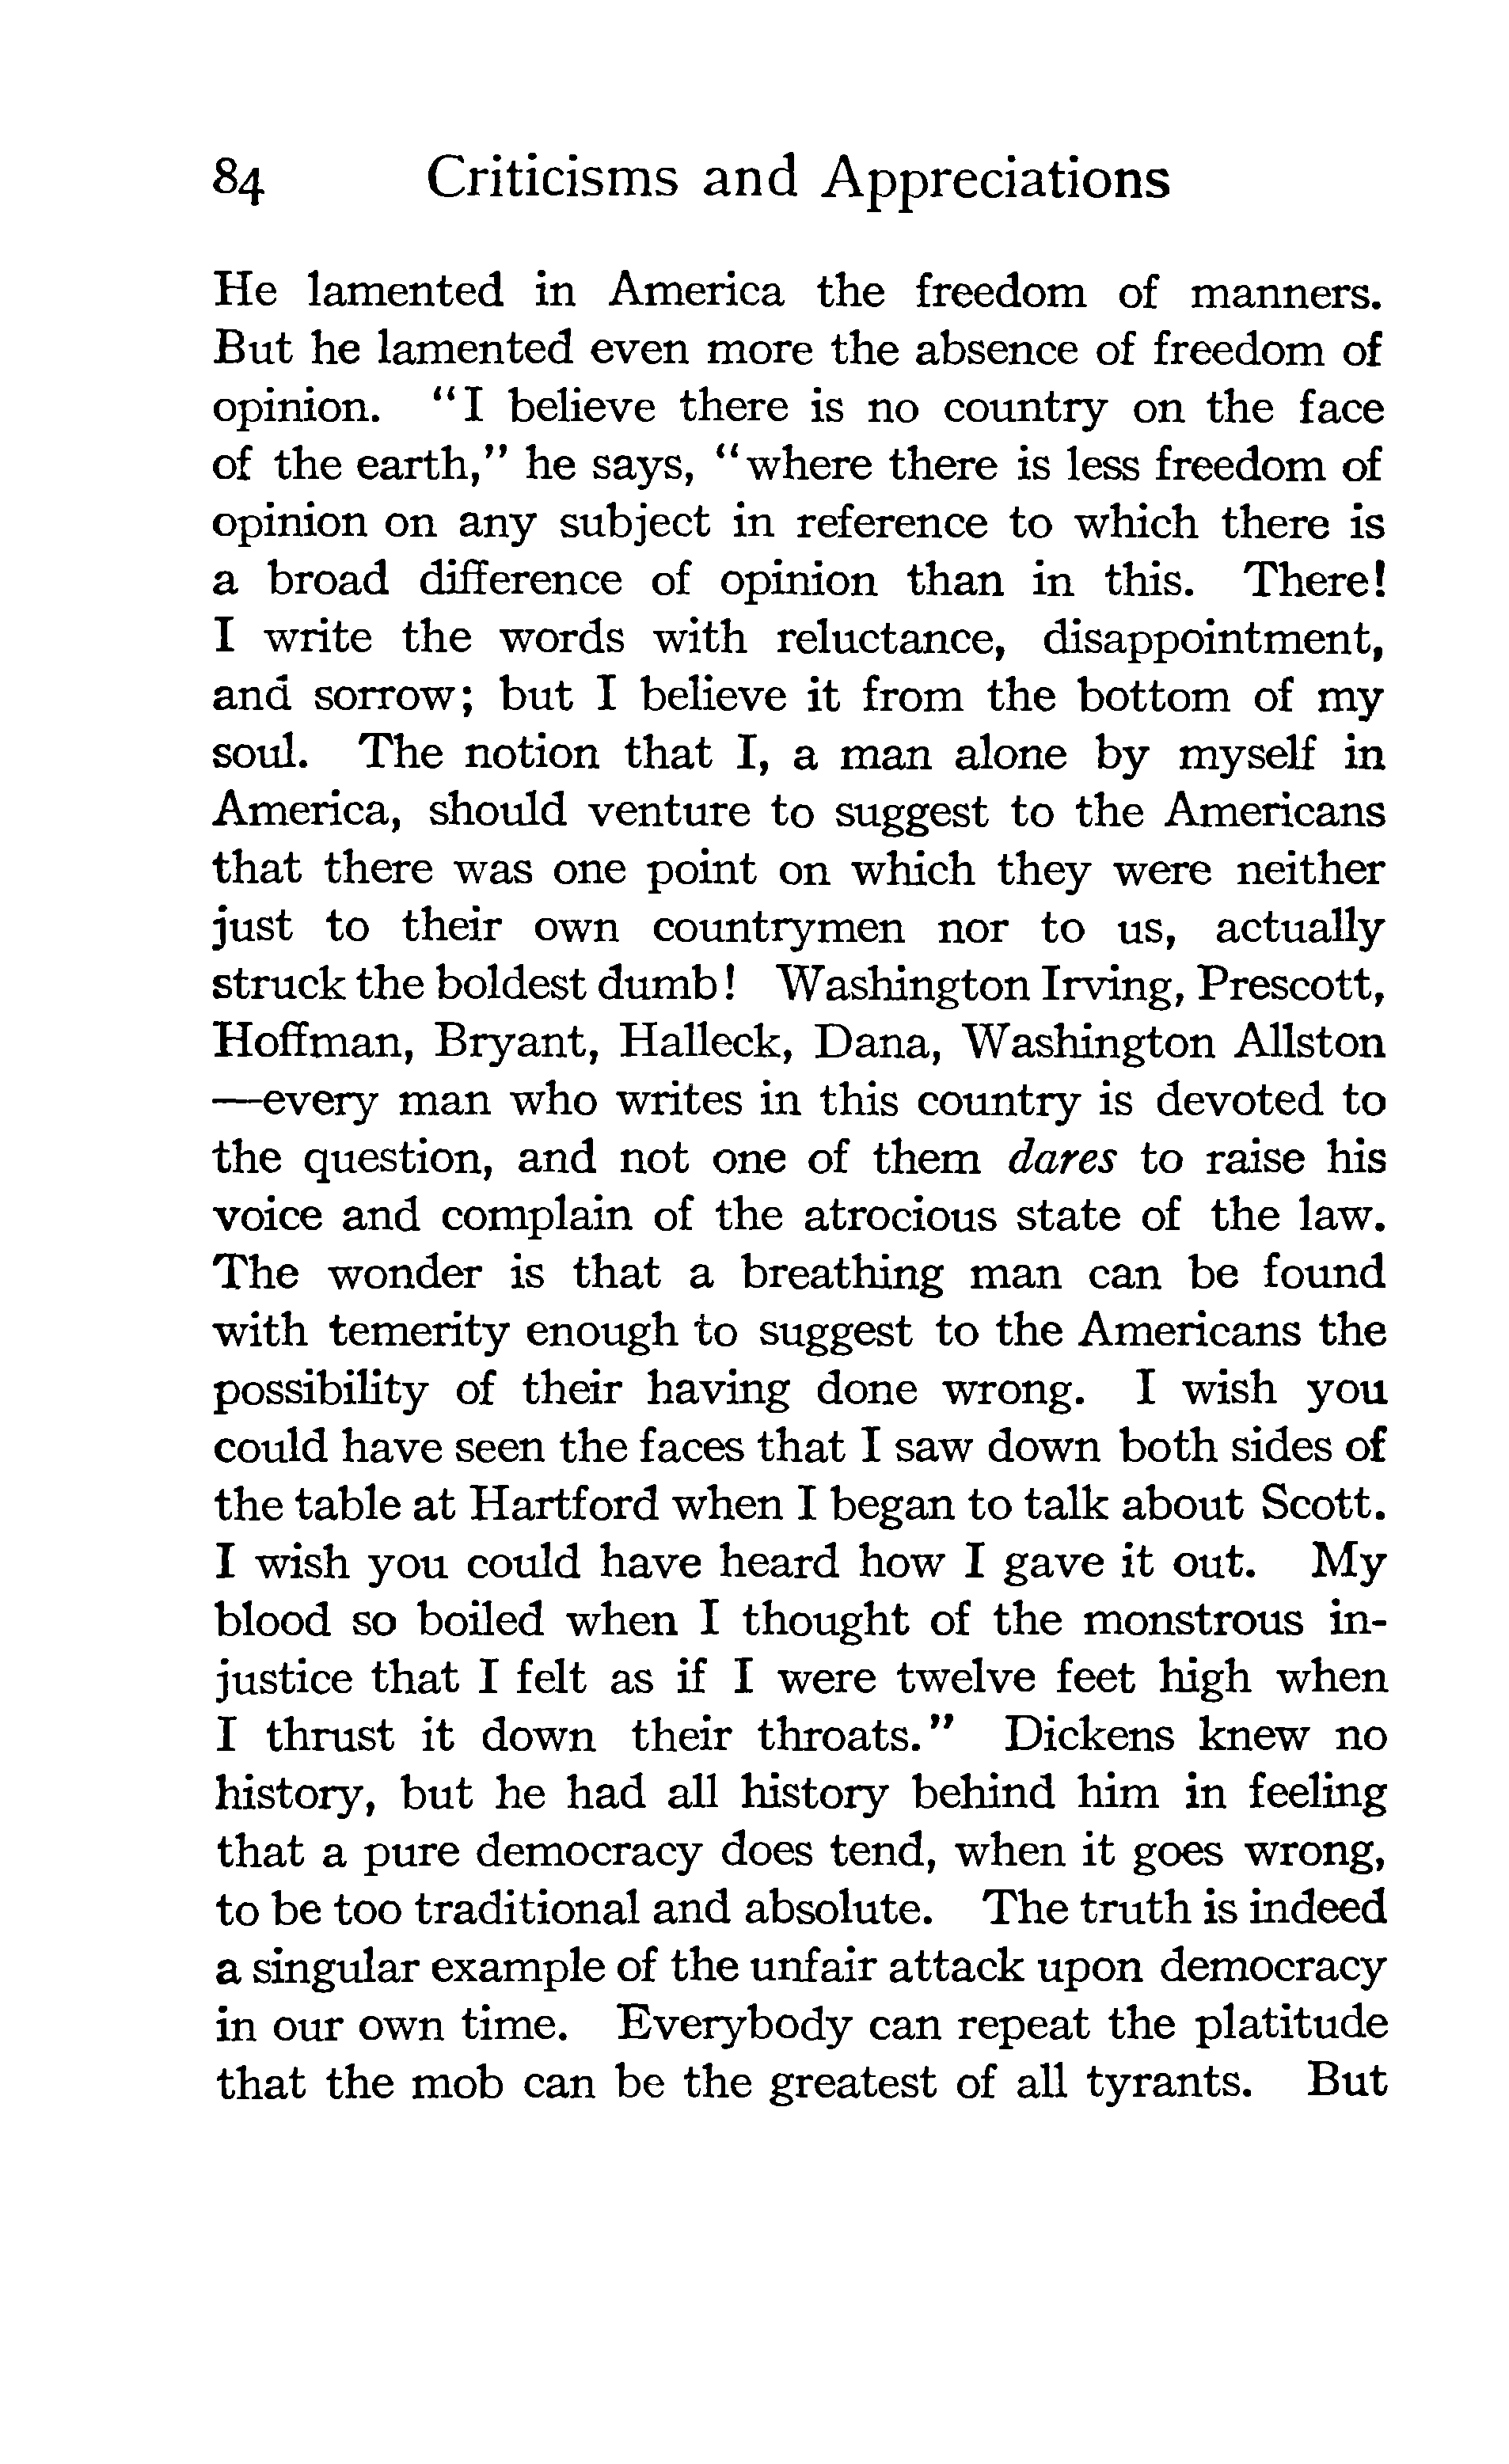 84 Criticisms and Appreciations
He lamented in America the freedom of manners.
But he lamented even more the absence of freedom of
opinion. "I believe there is no country on the face
of the earth," he says, "where there is less freedom of
opinion on any subject in reference to which there is
a broad difference of opinion than in this. There!
I write the words with reluctance, disappointment,
and sorrow; but I believe it from the bottom of my
soul. The notion that I, a man alone by myself in
America, should venture to suggest to the Americans
that there was one point on which they were neither
just to their own countrymen nor to us, actually
struck the boldest dumb! Washington Irving, Prescott,
Hoffman, Bryant, Halleck, Dana, Washington Allston
—every man who writes in this country is devoted to
the question, and not one of them dares to raise his
voice and complain of the atrocious state of the law.
The wonder is that a breathing man can be found
with temerity enough to suggest to the Americans the
possibility of their having done wrong. I wish you
could have seen the faces that I saw down both sides of
the table at Hartford when I began to talk about Scott.
I wish you could have heard how I gave it out. My
blood so boiled when I thought of the monstrous in-
justice that I felt as if I were twelve feet high when
I thrust it down their throats." Dickens knew no
history, but he had all history behind him in feeling
that a pure democracy does tend, when it goes wrong,
to be too traditional and absolute. The truth is indeed
a singular example of the unfair attack upon democracy
in our own time. Everybody can repeat the platitude
that the mob can be the greatest of all tyrants. But